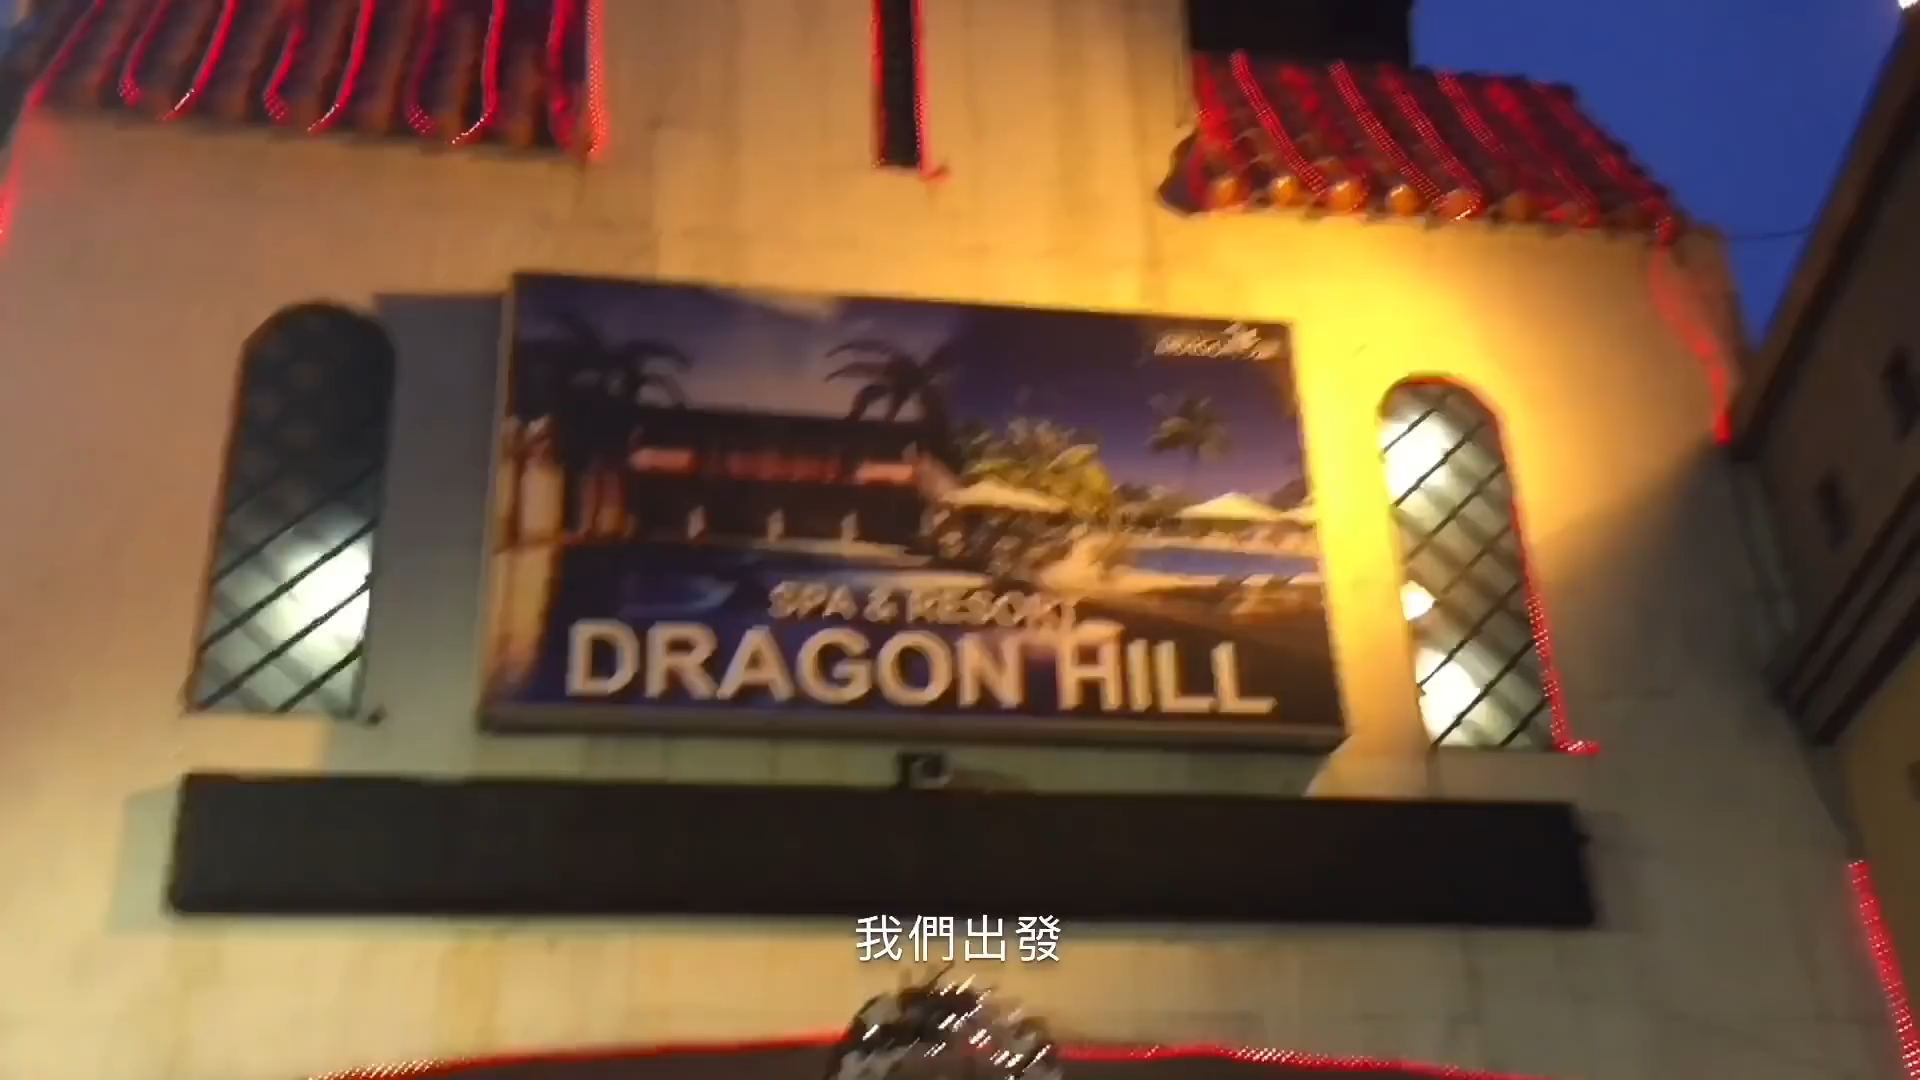 SPA & RESORT
DRAGON HILL
我們出發